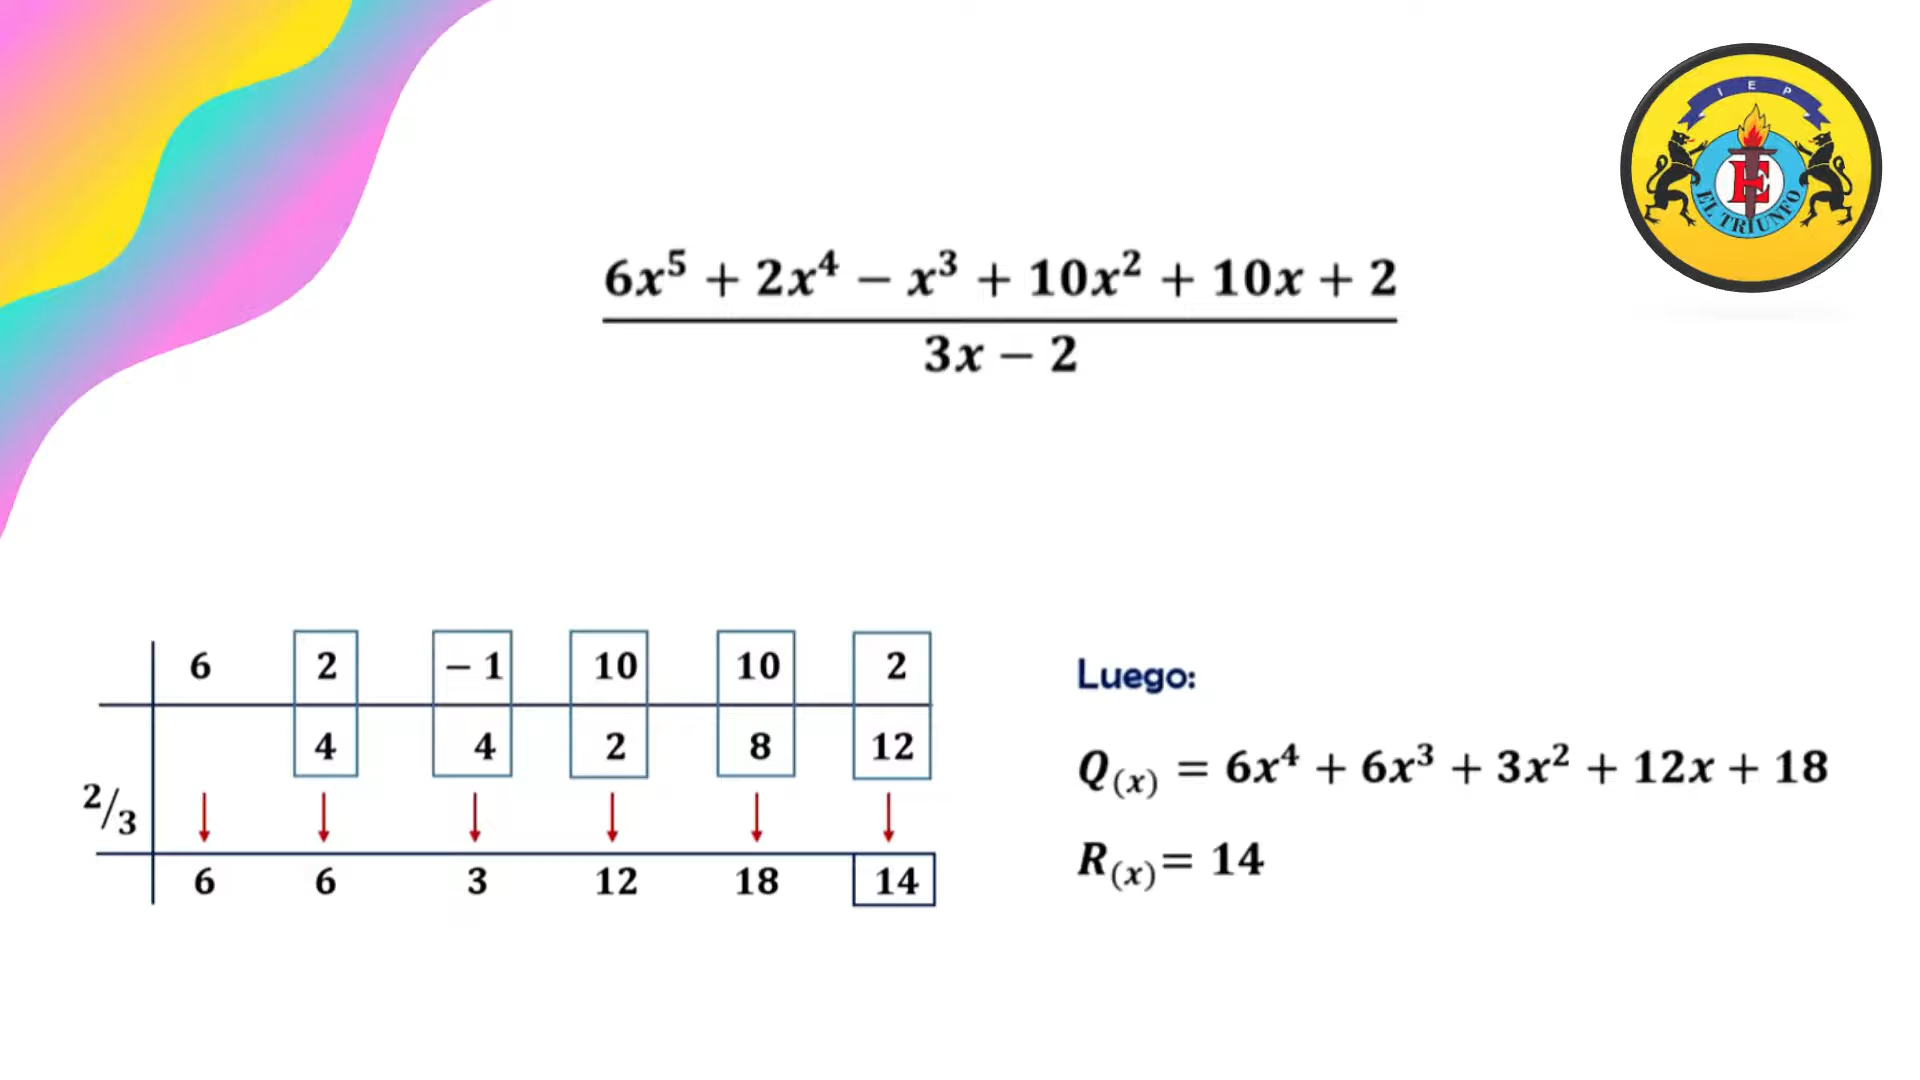 I E P
E
EL TRIUNFO
6x⁵ + 2x⁴ − x³ + 10x² + 10x + 2
3x − 2
6 2 − 1 10 10 2
4 4 2 8 12
2/3
6 6 3 12 18 14
Luego:
Q(x) = 6x⁴ + 6x³ + 3x² + 12x + 18
R(x)= 14